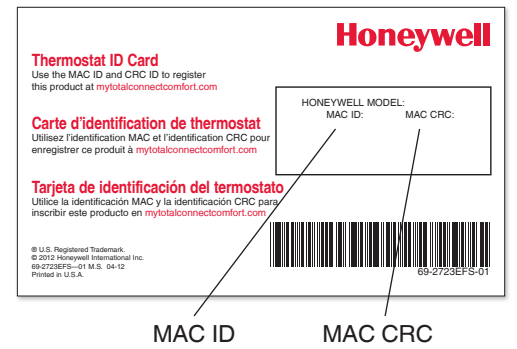 Honeywell
Thermostat ID Card
Use the MAC ID and CRC ID to register
this product at mytotalconnectcomfort.com
HONEYWELL MODEL:
MAC ID: MAC CRC:
Carte d'identification de thermostat
Utilisez l'identification MAC et l'identification CRC pour
enregistrer ce produit à mytotalconnectcomfort.com
Tarjeta de identificación del termostato
Utilice la identificación MAC y la identificación CRC para
inscribir este producto en mytotalconnectcomfort.com
® U.S. Registered Trademark.
© 2012 Honeywell International Inc.
69-2723EFS—01 M.S. 04-12
Printed in U.S.A.
69-2723EFS-01
MAC ID MAC CRC